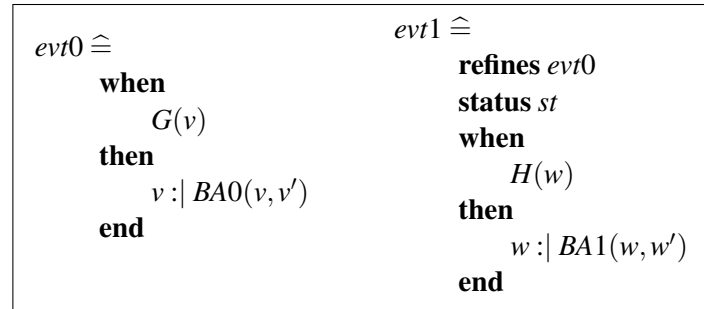 evt0 ≙
when
G(v)
then
v :| BA0(v,v′)
end
evt1 ≙
refines evt0
status st
when
H(w)
then
w :| BA1(w,w′)
end